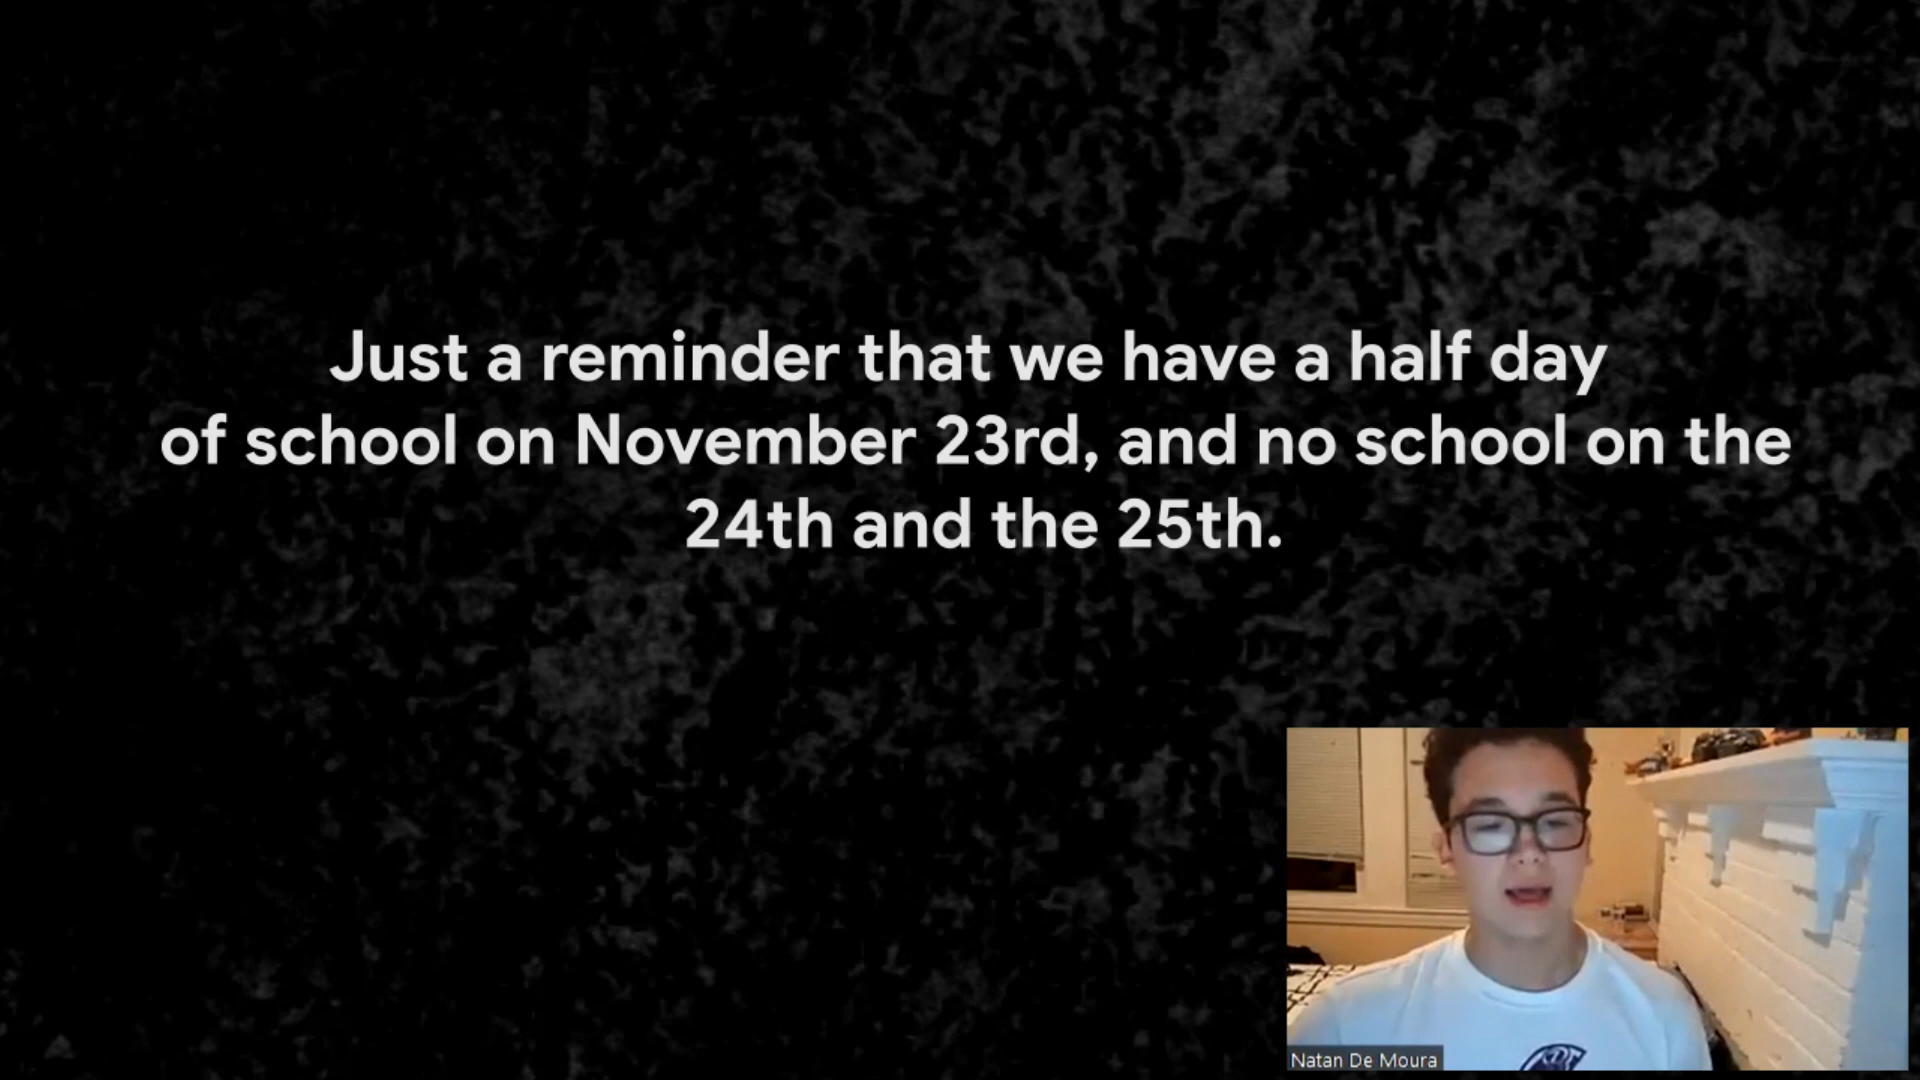 Just a reminder that we have a half day
of school on November 23rd, and no school on the
24th and the 25th.
Natan De Moura